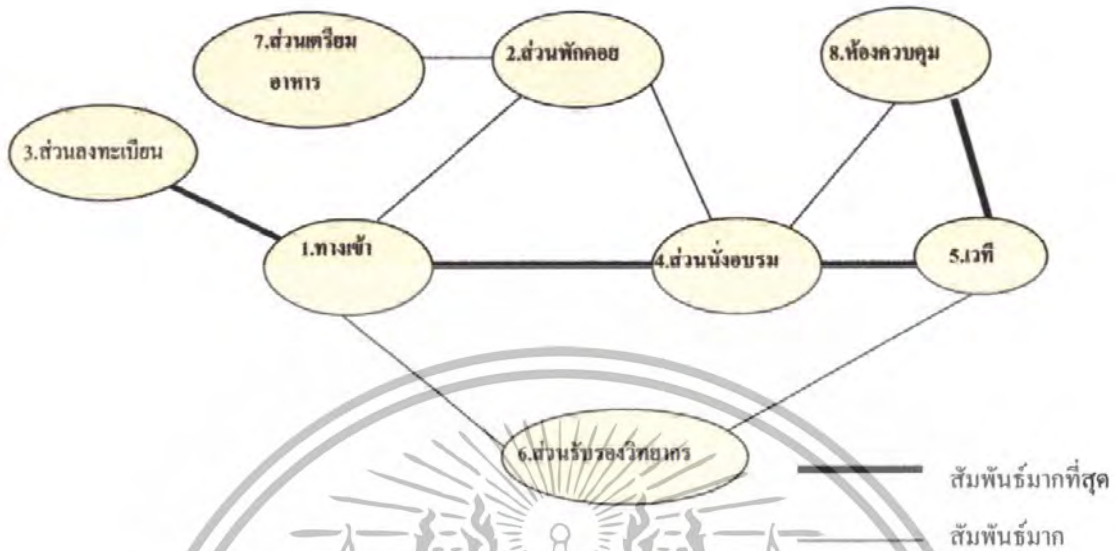 7.ส่วนเตรียม
อาหาร
2.ส่วนพักคอย
8.ห้องควบคุม
3.ส่วนลงทะเบียน
1.ทางเข้า
4.ส่วนนั่งอบรม
5.เวที
6.ส่วนรับรองวิทยากร
สัมพันธ์มากที่สุด
สัมพันธ์มาก